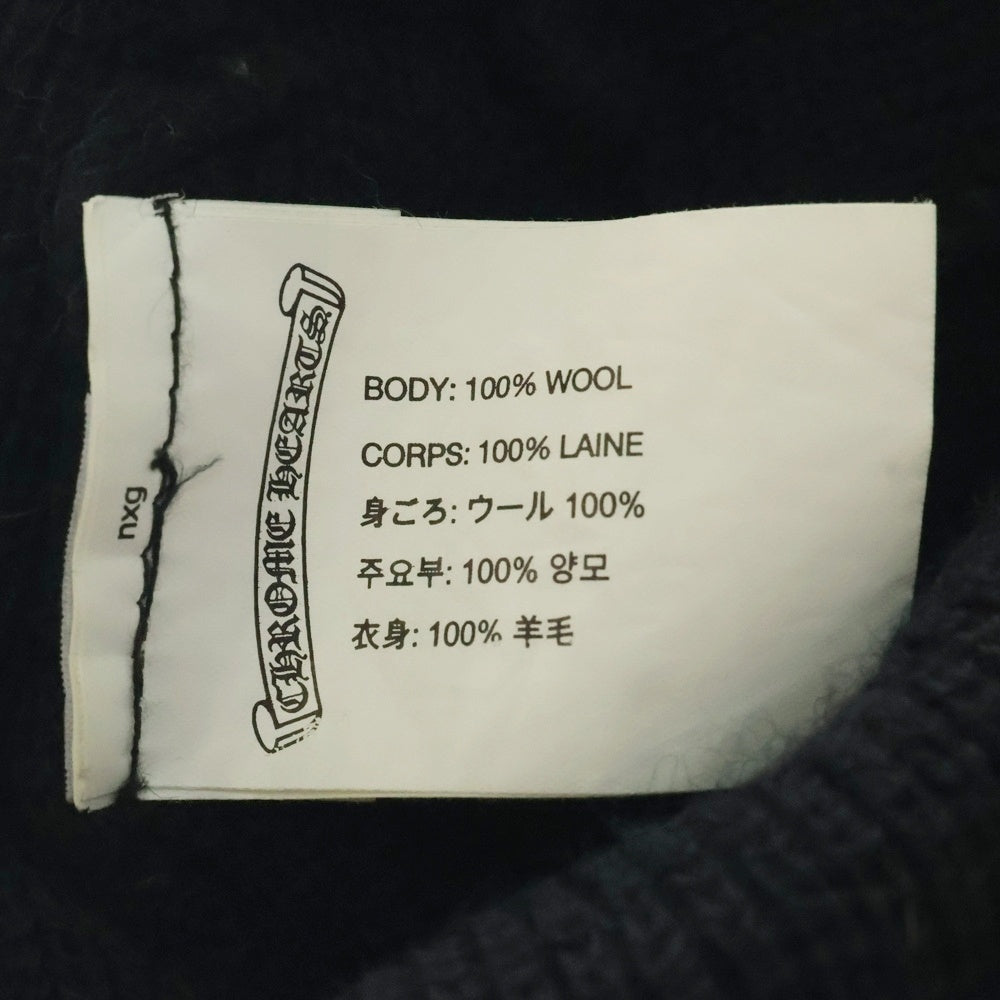 CHROME HEARTS
BODY: 100% WOOL
CORPS: 100% LAINE
身ごろ: ウール 100%
주요부: 100% 양모
衣身: 100% 羊毛
nxg